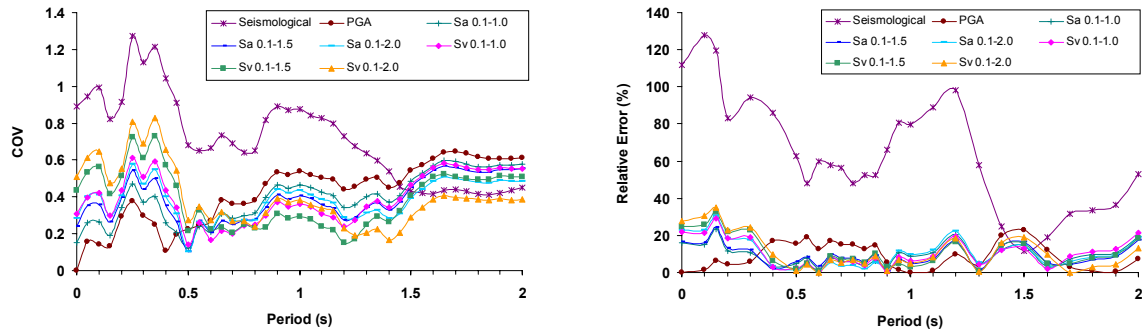 Seismological PGA Sa 0.1-1.0
Sa 0.1-1.5 Sa 0.1-2.0 Sv 0.1-1.0
Sv 0.1-1.5 Sv 0.1-2.0
1.4
1.2
1
0.8
0.6
0.4
0.2
0
COV
0 0.5 1 1.5 2
Period (s)
Seismological PGA Sa 0.1-1.0
Sa 0.1-1.5 Sa 0.1-2.0 Sv 0.1-1.0
Sv 0.1-1.5 Sv 0.1-2.0
140
120
100
80
60
40
20
0
Relative Error (%)
0 0.5 1 1.5 2
Period (s)